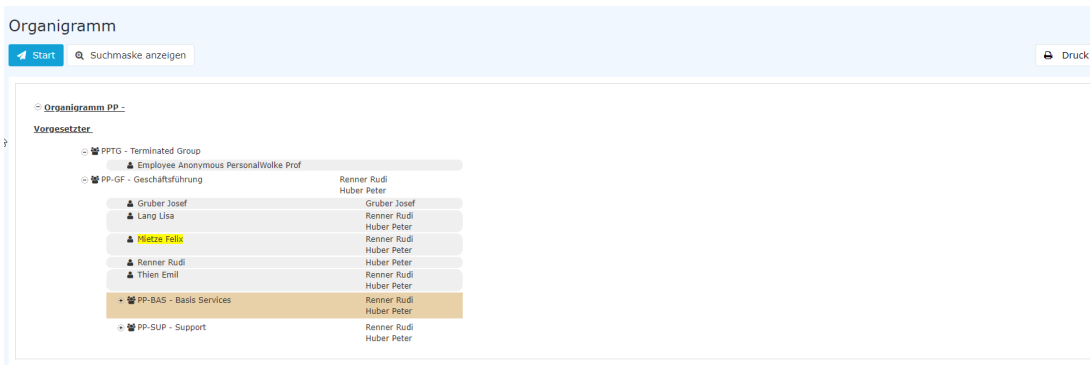 Organigramm
Start Suchmaske anzeigen Druck
Organigramm PP -
Vorgesetzter
PPTG - Terminated Group
Employee Anonymous PersonalWolke Prof
PP-GF - Geschäftsführung Renner Rudi
Huber Peter
Gruber Josef Gruber Josef
Lang Lisa Renner Rudi
Huber Peter
Mietze Felix Renner Rudi
Huber Peter
Renner Rudi Huber Peter
Thien Emil Renner Rudi
Huber Peter
PP-BAS - Basis Services Renner Rudi
Huber Peter
PP-SUP - Support Renner Rudi
Huber Peter